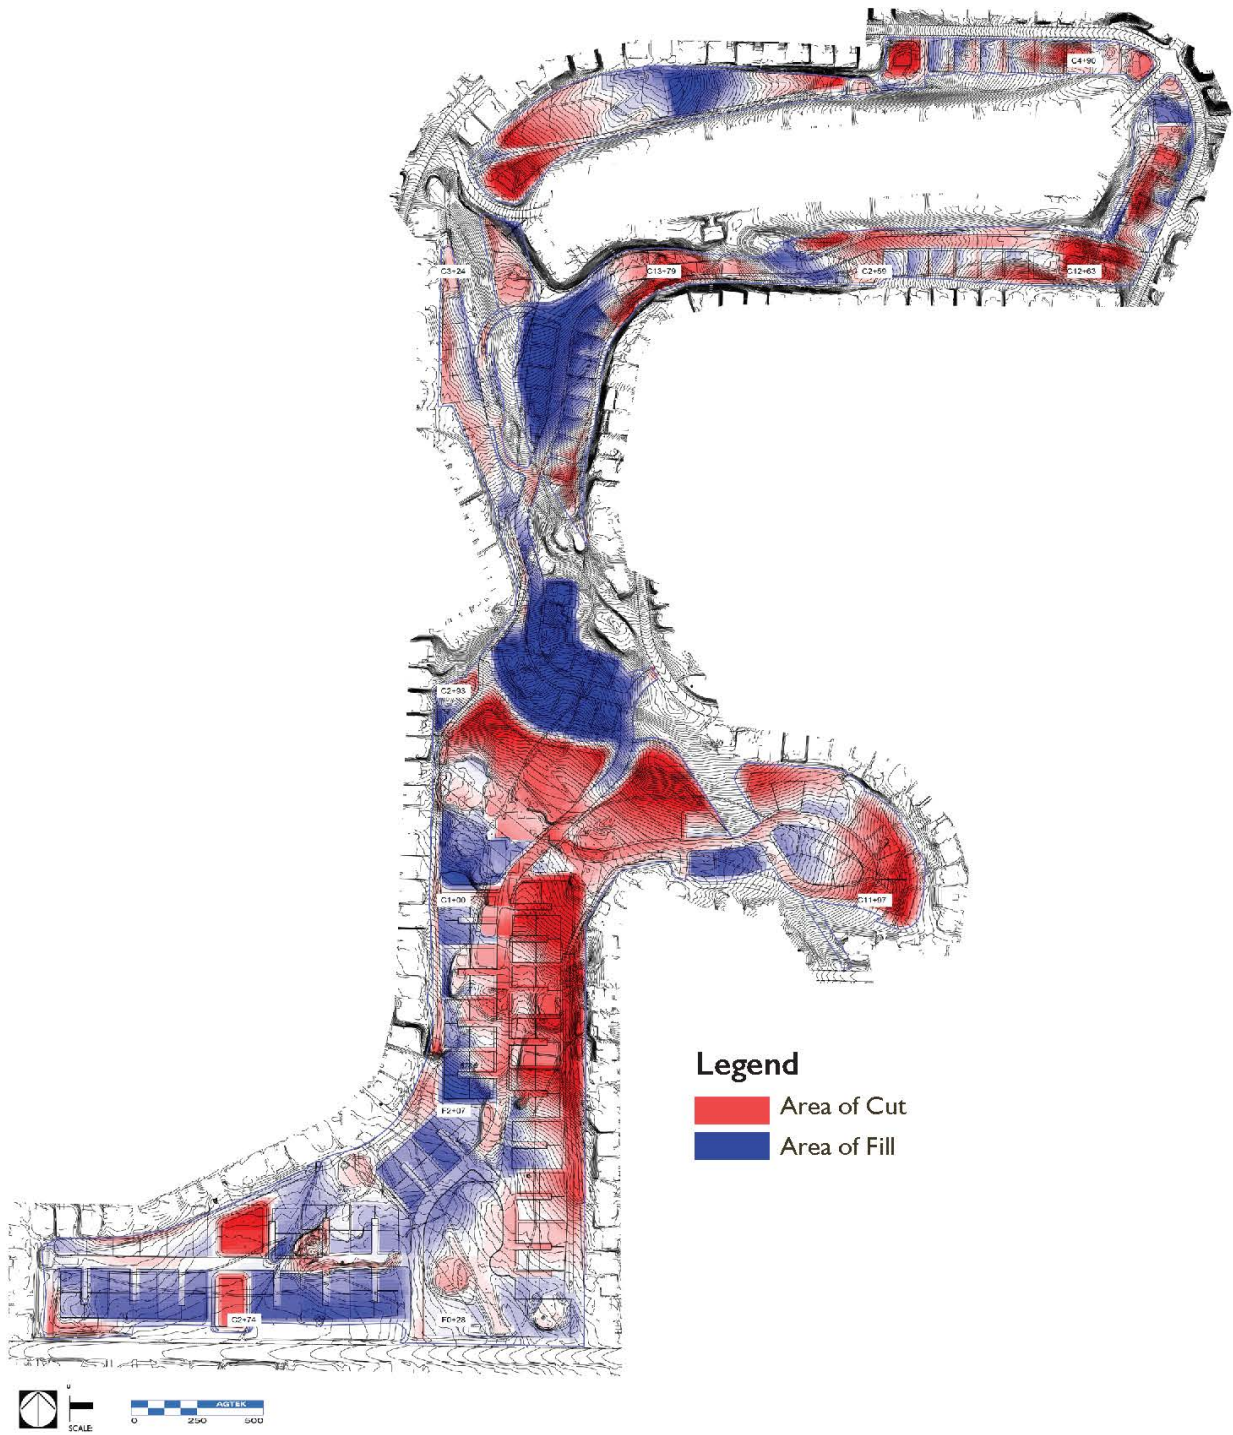 C4+90
C3+24
C13+79
C2+59
C12+63
C2+93
C1+00
C11+97
Legend
Area of Cut
Area of Fill
F2+07
C2+74
F0+28
AGTEK
0 250 500
SCALE: